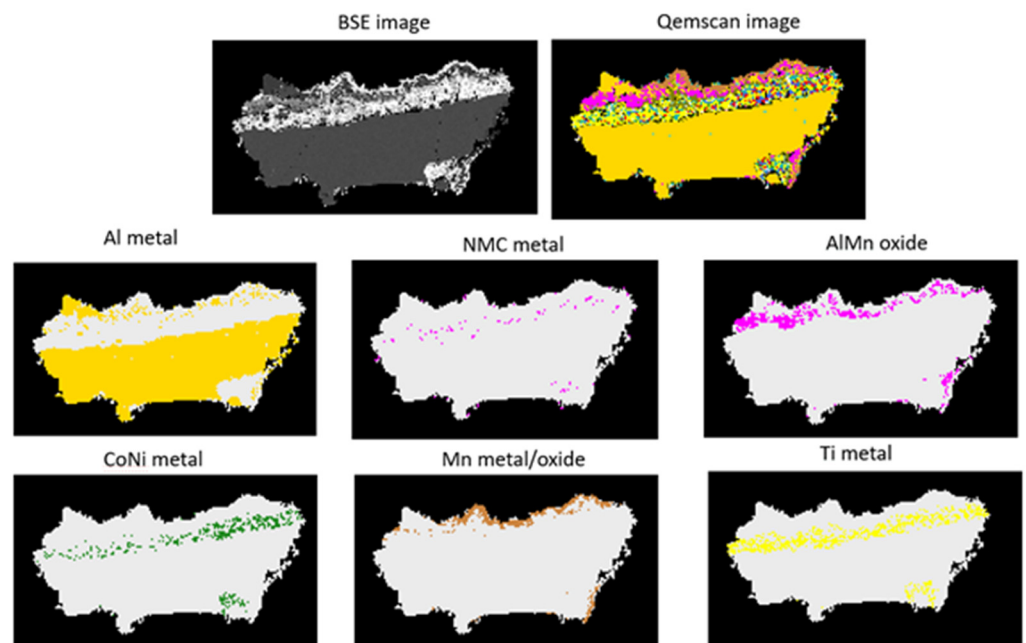 BSE image
Qemscan image
Al metal
NMC metal
AlMn oxide
CoNi metal
Mn metal/oxide
Ti metal